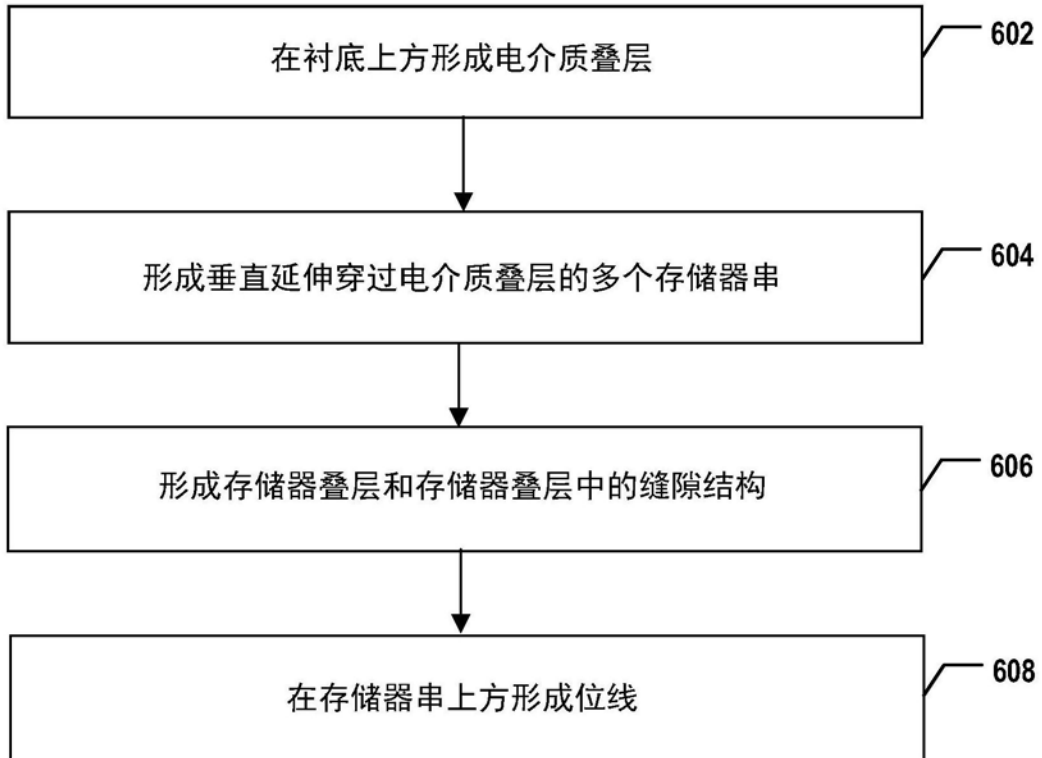 在衬底上方形成电介质叠层
602
形成垂直延伸穿过电介质叠层的多个存储器串
604
形成存储器叠层和存储器叠层中的缝隙结构
606
在存储器串上方形成位线
608